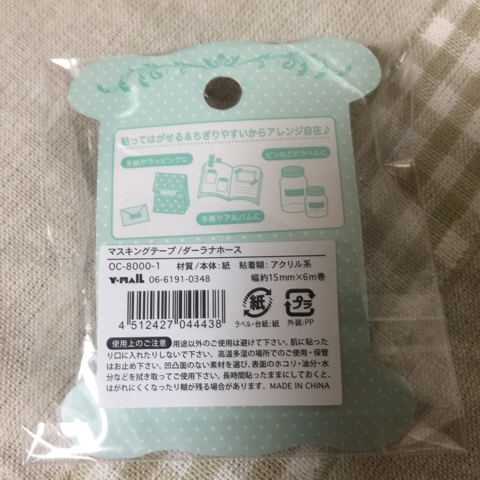 貼ってはがせる&ちぎりやすいからアレンジ自在♪
手紙やラッピングに
ビンなどのラベルに
手帳やアルバムに
マスキングテープ/ダーラナホース
OC-8000-1 材質/本体:紙 粘着糊:アクリル系
Y-MAIL 06-6191-0348 幅約15mm×6m巻
4 512427 044438
紙 プラ
ラベル・台紙:紙 外装:PP
使用上のご注意 用途以外のご使用は避けて下さい。肌に貼った
り口に入れたりしないで下さい。高温多湿の場所でのご使用・保管
はお止め下さい。凹凸面のない素材を選び、表面のホコリ・油分・水
分などを拭き取ってご使用下さい。長時間貼ったままにしておくと、
はがれにくくなったり糊が残る場合があります。MADE IN CHINA